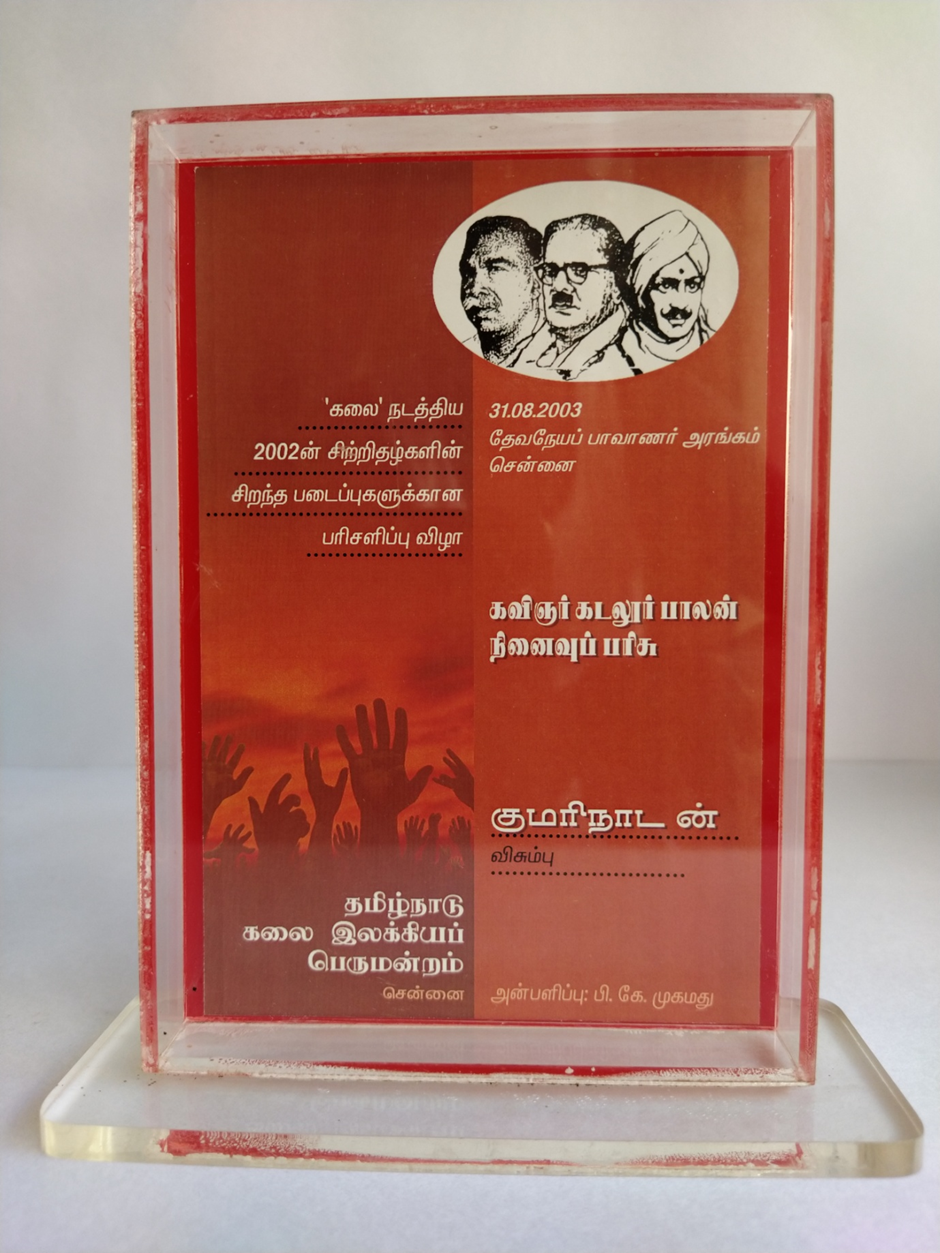 'கலை' நடத்திய
2002ன் சிற்றிதழ்களின்
சிறந்த படைப்புகளுக்கான
பரிசளிப்பு விழா
31.08.2003
தேவநேயப் பாவாணர் அரங்கம்
சென்னை
கவிஞர் கடலூர் பாலன்
நினைவுப் பரிசு
குமரிநாடன்
விசும்பு
தமிழ்நாடு
கலை இலக்கியப்
பெருமன்றம்
சென்னை
அன்பளிப்பு: பி. கே. முகமது